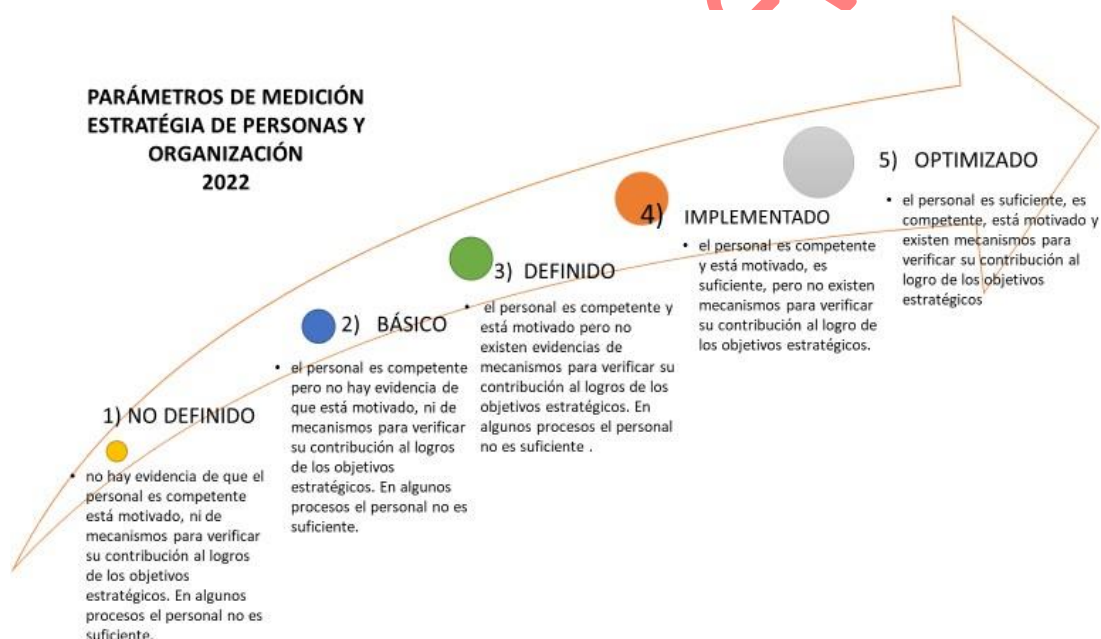 PARÁMETROS DE MEDICIÓN
ESTRATÉGIA DE PERSONAS Y
ORGANIZACIÓN
2022
1) NO DEFINIDO
• no hay evidencia de que el
personal es competente
está motivado, ni de
mecanismos para verificar
su contribución al logros
de los objetivos
estratégicos. En algunos
procesos el personal no es
suficiente.
2) BÁSICO
• el personal es competente
pero no hay evidencia de
que está motivado, ni de
mecanismos para verificar
su contribución al logros
de los objetivos
estratégicos. En algunos
procesos el personal no es
suficiente.
3) DEFINIDO
• el personal es competente y
está motivado pero no
existen evidencias de
mecanismos para verificar su
contribución al logros de los
objetivos estratégicos. En
algunos procesos el personal
no es suficiente .
4) IMPLEMENTADO
• el personal es competente
y está motivado, es
suficiente, pero no existen
mecanismos para verificar
su contribución al logro de
los objetivos estratégicos.
5) OPTIMIZADO
• el personal es suficiente, es
competente, está motivado y
existen mecanismos para
verificar su contribución al
logro de los objetivos
estratégicos